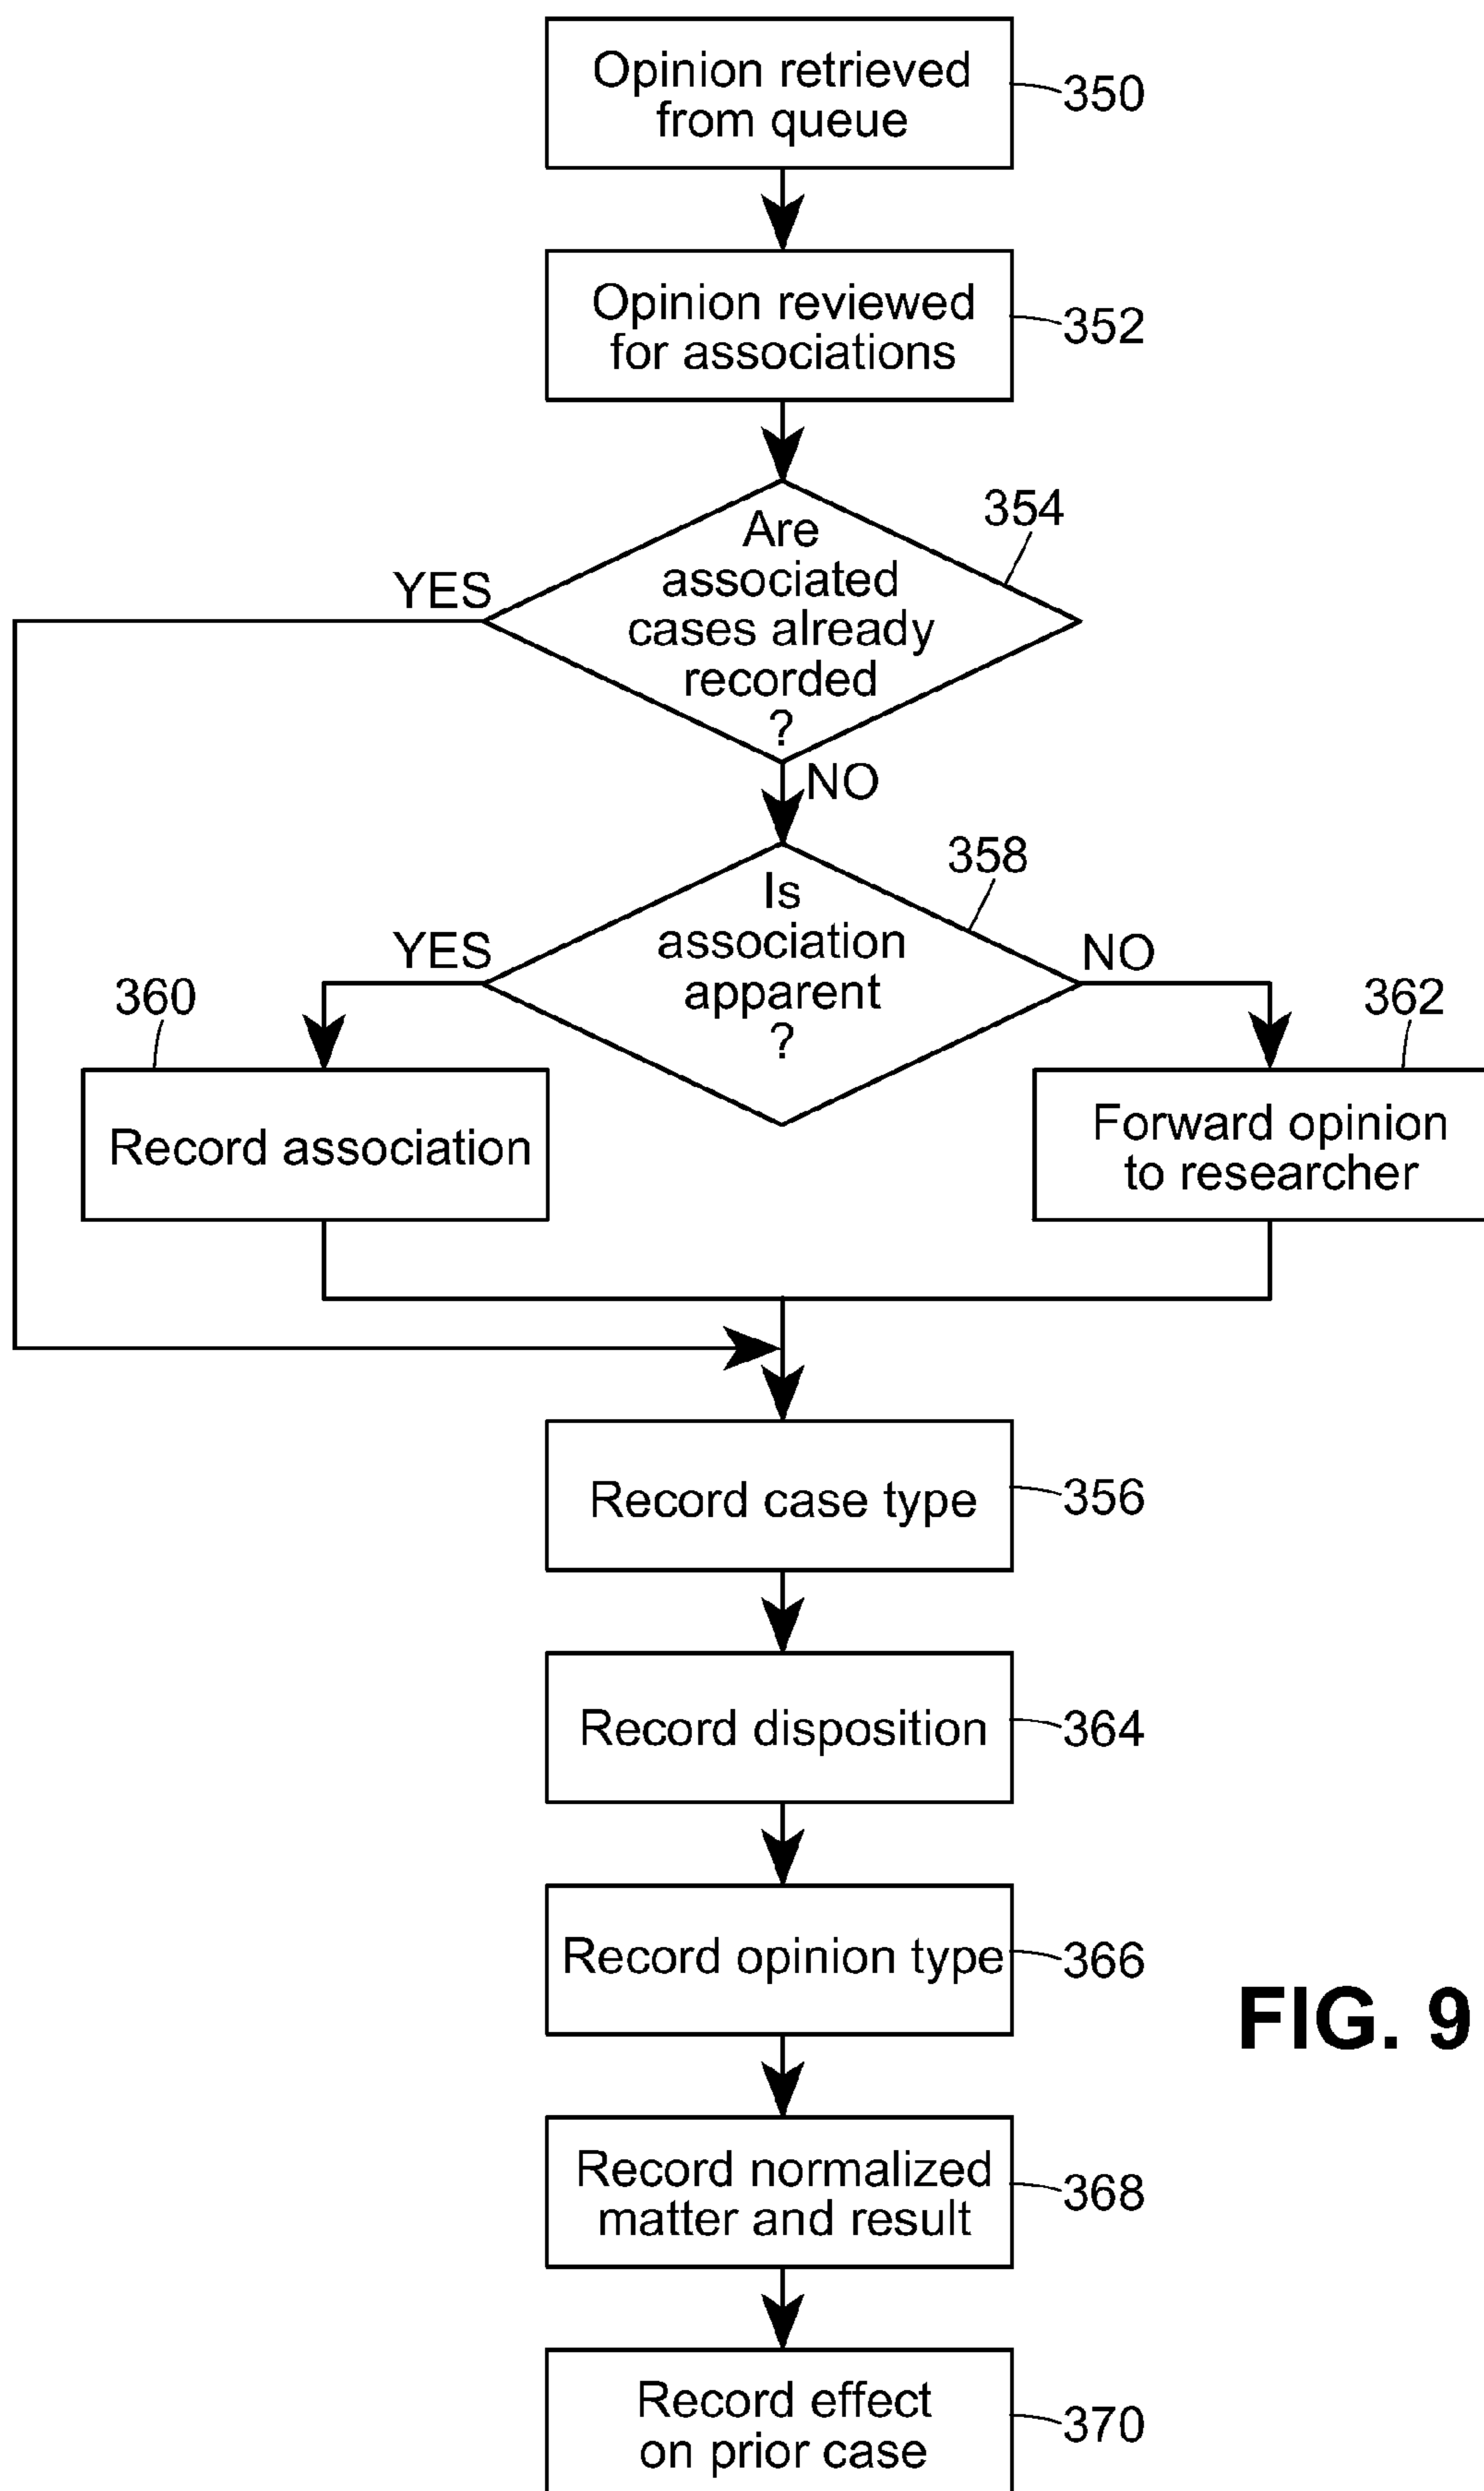 Opinion retrieved
from queue
350
Opinion reviewed
for associations
352
354
Are
associated
cases already
recorded
?
YES
NO
358
Is
association
apparent
?
YES
NO
360
Record association
362
Forward opinion
to researcher
Record case type
356
Record disposition
364
Record opinion type
366
FIG. 9
Record normalized
matter and result
368
Record effect
on prior case
370